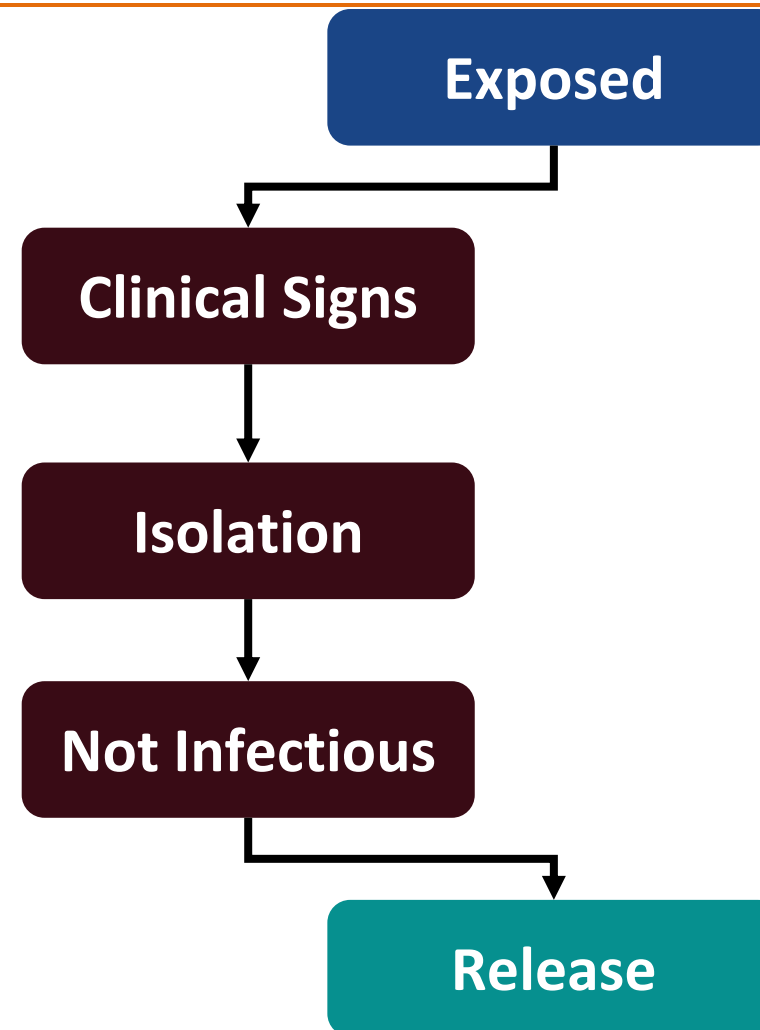 Exposed
Clinical Signs
Isolation
Not Infectious
Release